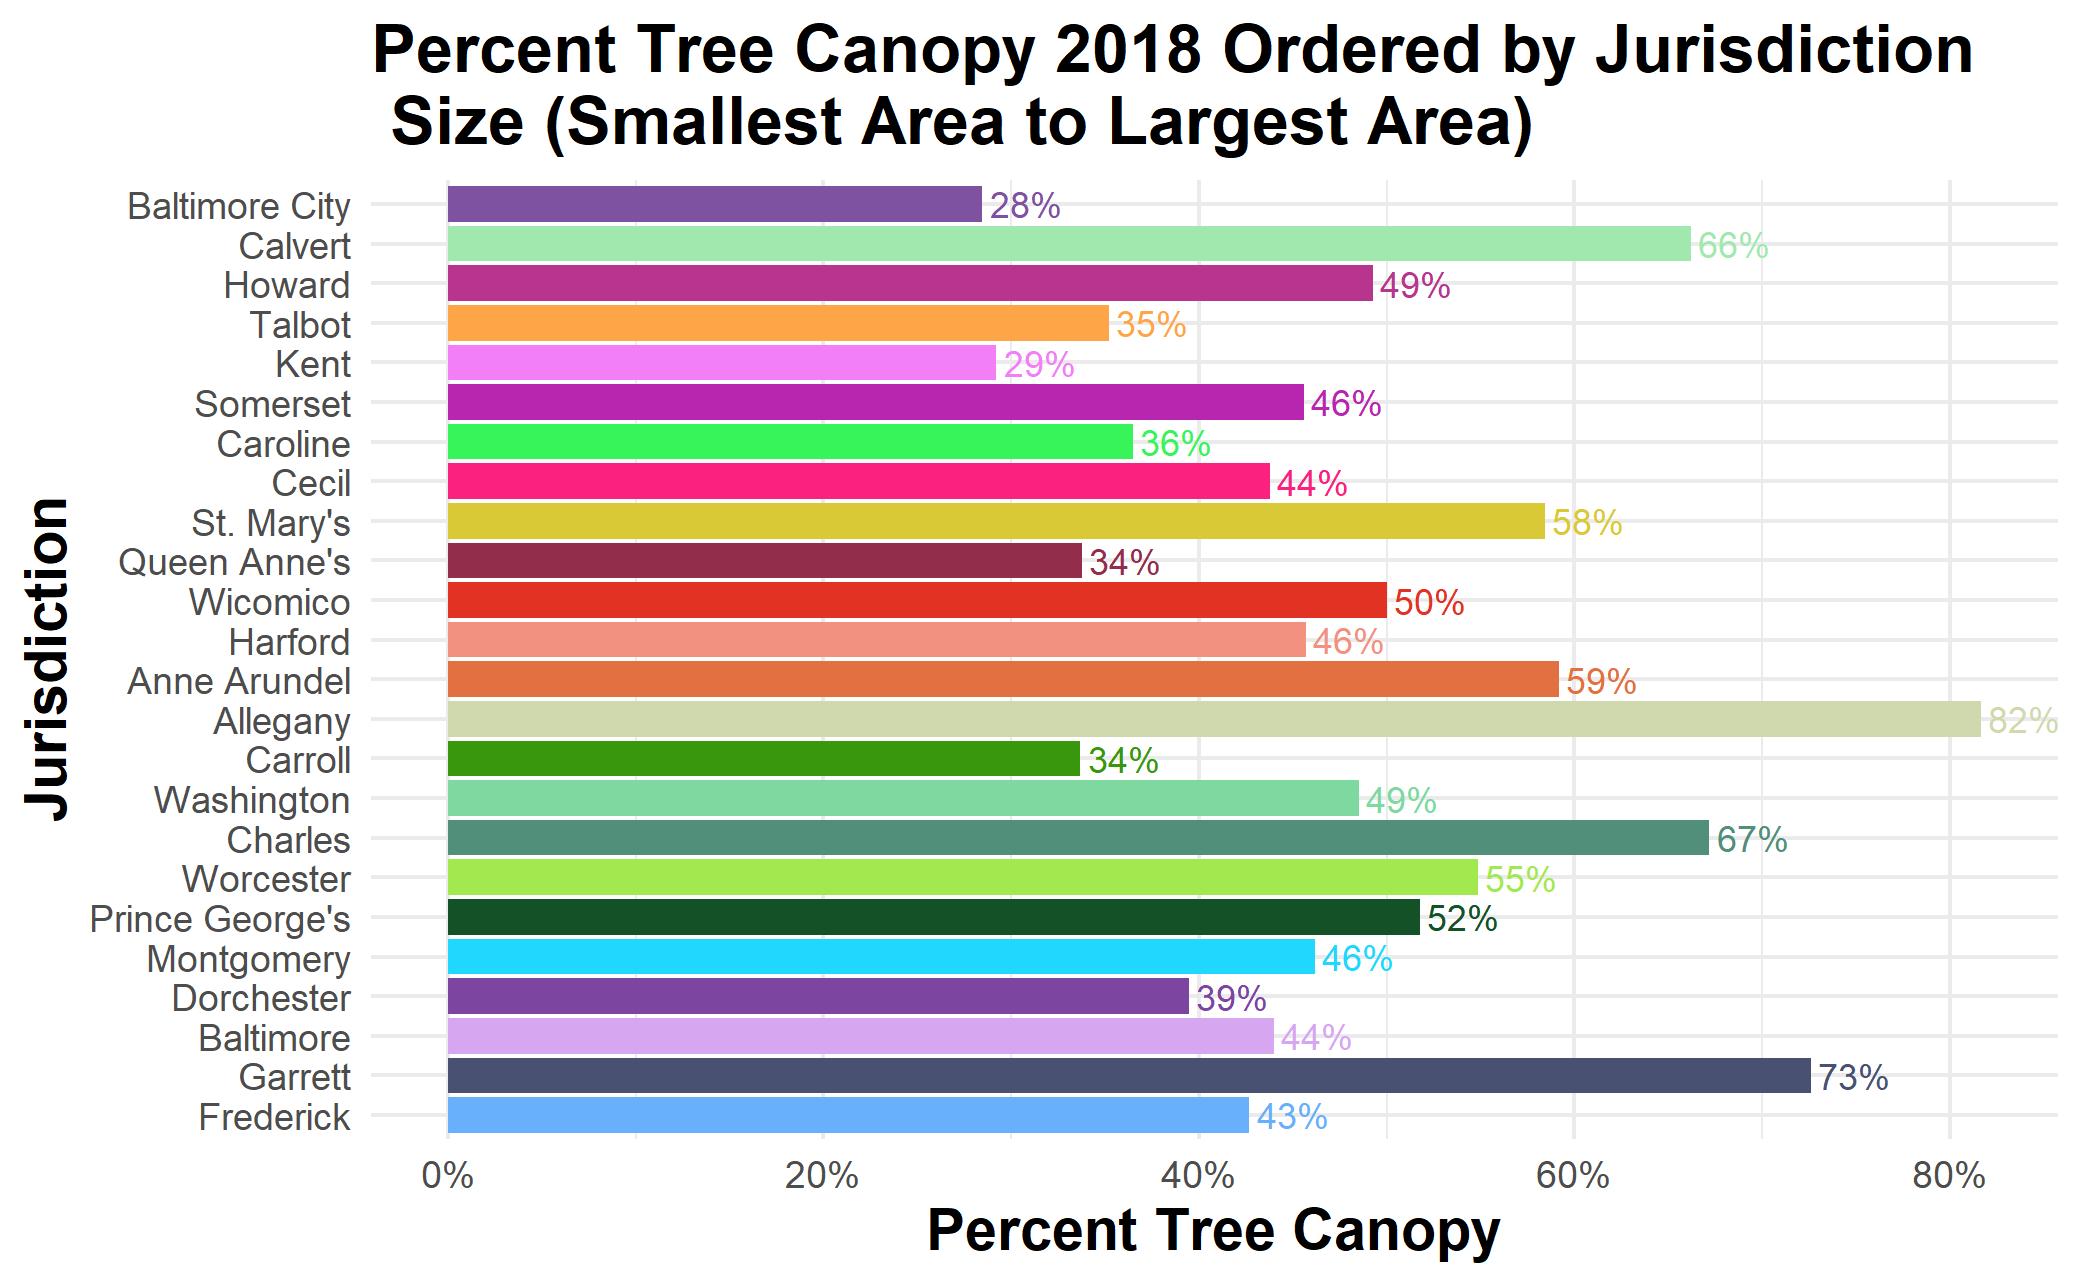 Percent Tree Canopy 2018 Ordered by Jurisdiction
Size (Smallest Area to Largest Area)
Jurisdiction
Baltimore City 28%
Calvert 66%
Howard 49%
Talbot 35%
Kent 29%
Somerset 46%
Caroline 36%
Cecil 44%
St. Mary's 58%
Queen Anne's 34%
Wicomico 50%
Harford 46%
Anne Arundel 59%
Allegany 82%
Carroll 34%
Washington 49%
Charles 67%
Worcester 55%
Prince George's 52%
Montgomery 46%
Dorchester 39%
Baltimore 44%
Garrett 73%
Frederick 43%
0% 20% 40% 60% 80%
Percent Tree Canopy